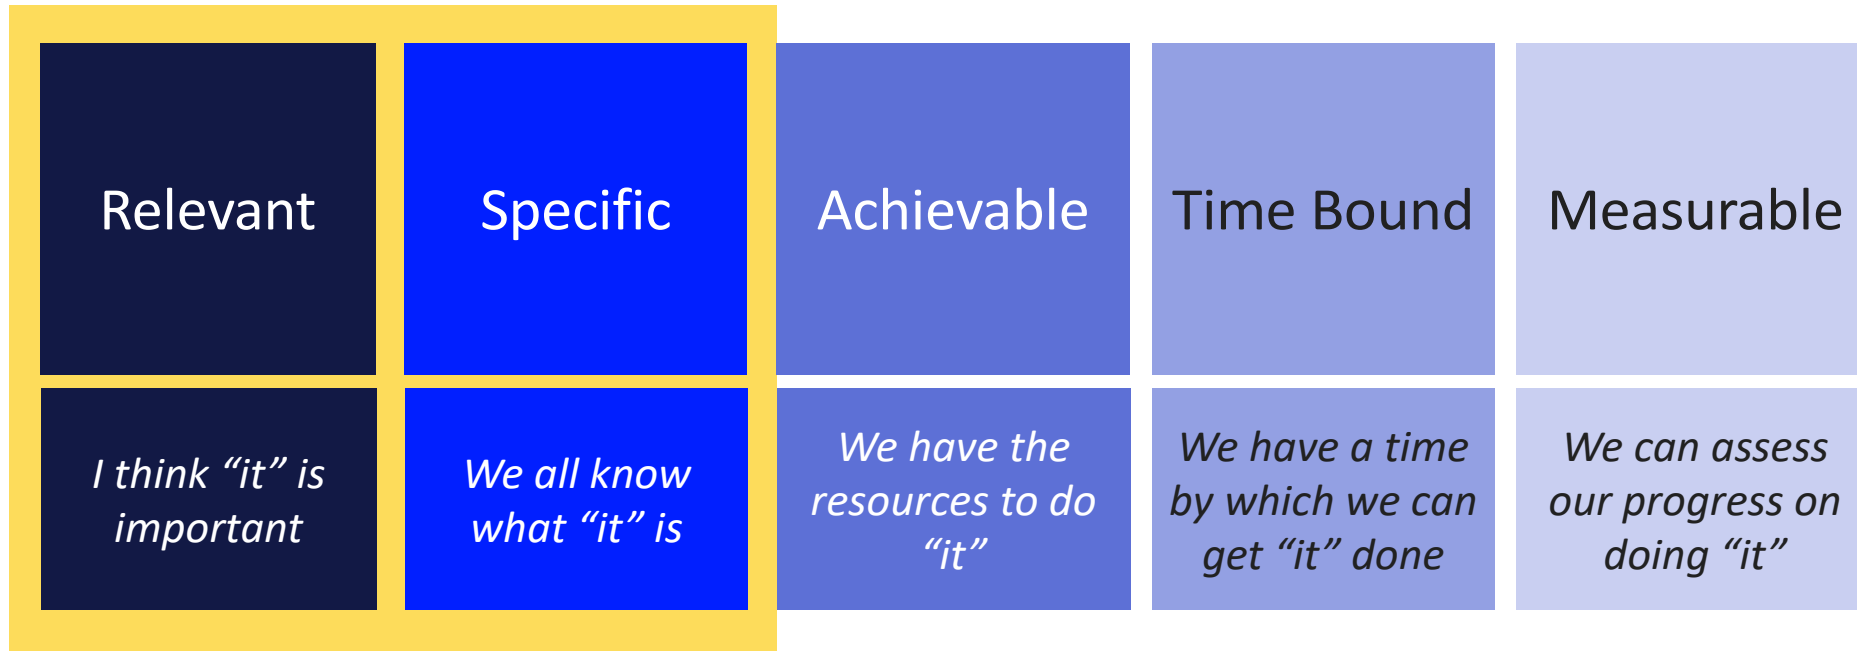 Relevant
Specific
Achievable
Time Bound
Measurable
I think “it” is
important
We all know
what “it” is
We have the
resources to do
“it”
We have a time
by which we can
get “it” done
We can assess
our progress on
doing “it”